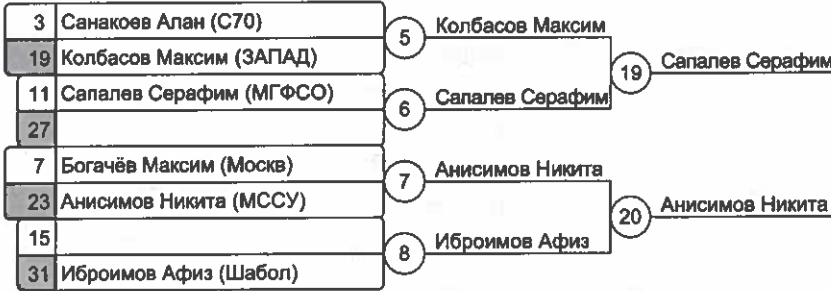 3 Санакоев Алан (С70)
19 Колбасов Максим (ЗАПАД)
5 Колбасов Максим
11 Сапалев Серафим (МГФСО)
27
6 Сапалев Серафим
19 Сапалев Серафим
7 Богачёв Максим (Москв)
23 Анисимов Никита (МССУ)
7 Анисимов Никита
15
31 Иброимов Афиз (Шабол)
8 Иброимов Афиз
20 Анисимов Никита